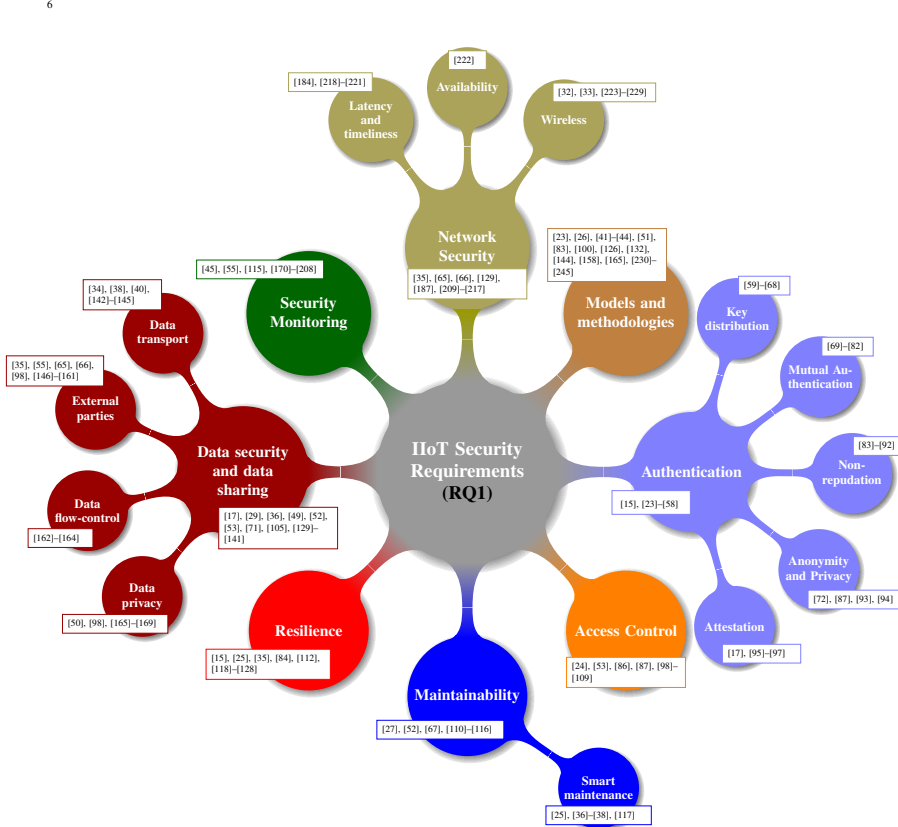 6
[222]
Availability
[184], [218]–[221]
Latency
and
timeliness
[32], [33], [223]–[229]
Wireless
Network
Security
[35], [65], [66], [129],
[187], [209]–[217]
[23], [26], [41]–[44], [51],
[83], [100], [126], [132],
[144], [158], [165], [230]–
[245]
Models and
methodologies
[45], [55], [115], [170]–[208]
Security
Monitoring
[59]–[68]
Key
distribution
[69]–[82]
Mutual Au-
thentication
[83]–[92]
Non-
repudation
Authentication
[15], [23]–[58]
Anonymity
and Privacy
[72], [87], [93], [94]
Attestation
[17], [95]–[97]
[34], [38], [40],
[142]–[145]
Data
transport
[35], [55], [65], [66],
[98], [146]–[161]
External
parties
Data security
and data
sharing
[17], [29], [36], [49], [52],
[53], [71], [105], [129]–
[141]
Data
flow-control
[162]–[164]
Data
privacy
[50], [98], [165]–[169]
IIoT Security
Requirements
(RQ1)
Resilience
[15], [25], [35], [84], [112],
[118]–[128]
Access Control
[24], [53], [86], [87], [98]–
[109]
Maintainability
[27], [52], [67], [110]–[116]
Smart
maintenance
[25], [36]–[38], [117]